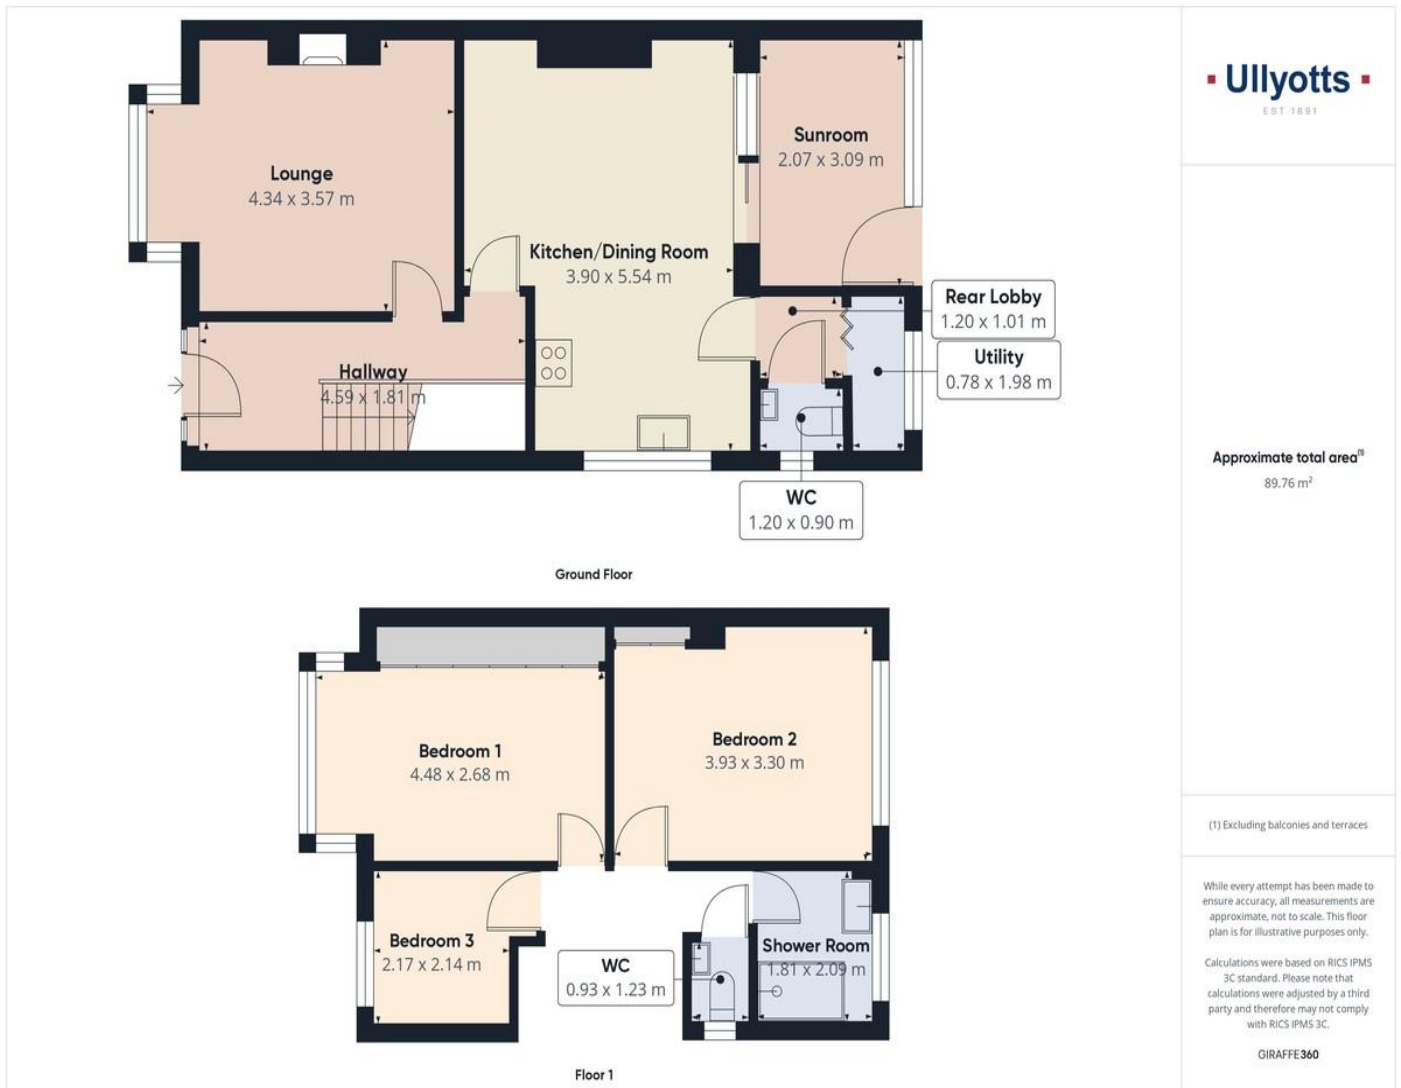 Lounge
4.34 x 3.57 m
Kitchen/Dining Room
3.90 x 5.54 m
Sunroom
2.07 x 3.09 m
Rear Lobby
1.20 x 1.01 m
Utility
0.78 x 1.98 m
Hallway
4.59 x 1.81 m
WC
1.20 x 0.90 m
Ground Floor
Bedroom 1
4.48 x 2.68 m
Bedroom 2
3.93 x 3.30 m
Bedroom 3
2.17 x 2.14 m
WC
0.93 x 1.23 m
Shower Room
1.81 x 2.09 m
Floor 1
Ullyotts
EST 1891
Approximate total area(1)
89.76 m²
(1) Excluding balconies and terraces
While every attempt has been made to
ensure accuracy, all measurements are
approximate, not to scale. This floor
plan is for illustrative purposes only.
Calculations were based on RICS IPMS
3C standard. Please note that
calculations were adjusted by a third
party and therefore may not comply
with RICS IPMS 3C.
GIRAFFE360